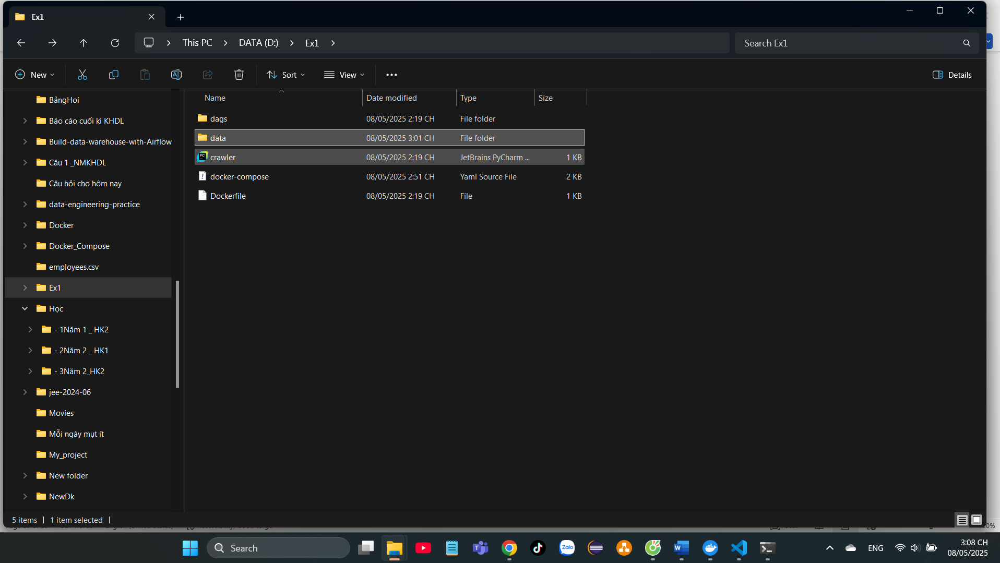 Ex1
This PC
DATA (D:)
Ex1
Search Ex1
New
Sort
View
Details
Name
Date modified
Type
Size
BảngHoi
Báo cáo cuối kì KHDL
Build-data-warehouse-with-Airflow
Câu 1 _NMKHDL
Câu hỏi cho hôm nay
data-engineering-practice
Docker
Docker_Compose
employees.csv
Ex1
Học
- 1Năm 1 _ HK2
- 2Năm 2 _ HK1
- 3Năm 2_HK2
jee-2024-06
Movies
Mỗi ngày mụt ít
My_project
New folder
NewDk
dags 08/05/2025 2:19 CH File folder
data 08/05/2025 3:01 CH File folder
crawler 08/05/2025 2:19 CH JetBrains PyCharm ... 1 KB
docker-compose 08/05/2025 2:51 CH Yaml Source File 2 KB
Dockerfile 08/05/2025 2:19 CH File 1 KB
5 items
1 item selected
Search
Zalo
ENG
3:08 CH
08/05/2025